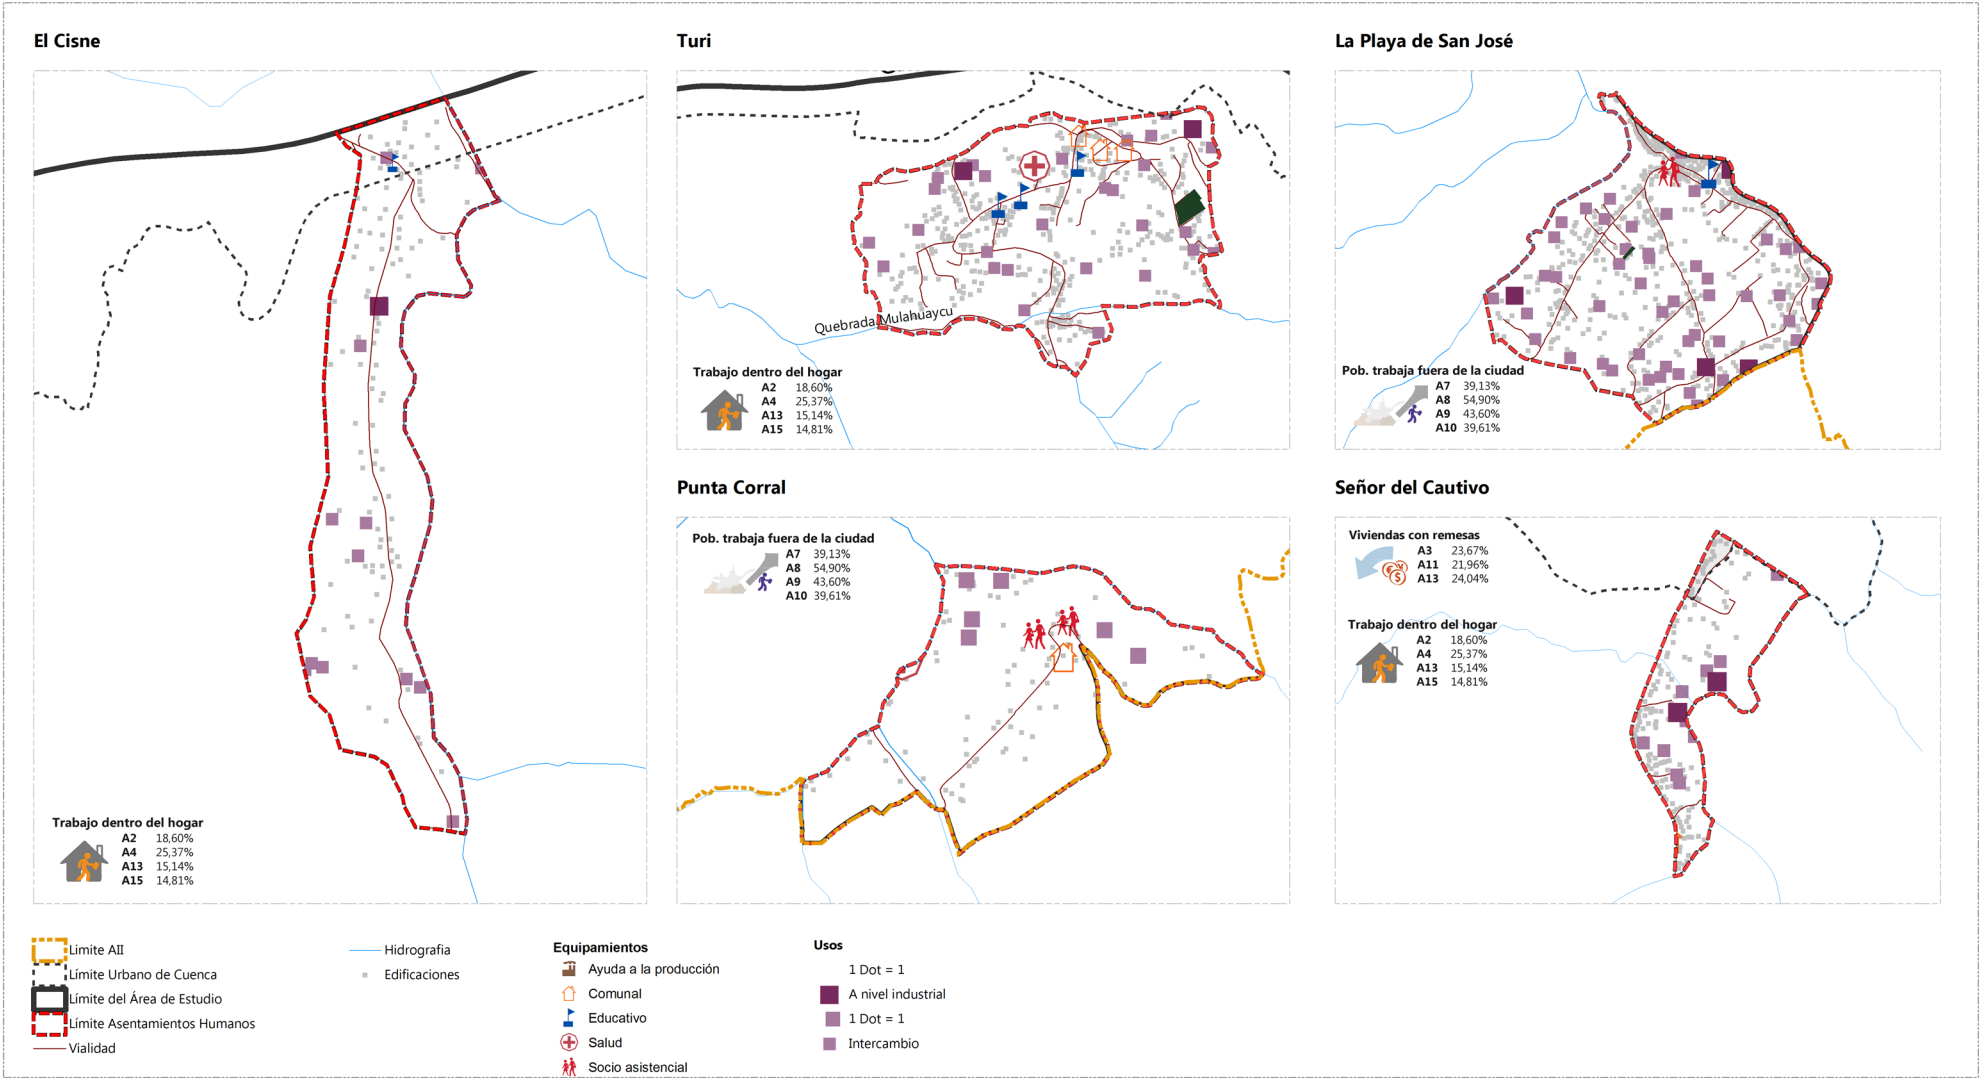 El Cisne
Trabajo dentro del hogar
A2 18,60%
A4 25,37%
A13 15,14%
A15 14,81%
Turi
Quebrada Mulahuaycu
Trabajo dentro del hogar
A2 18,60%
A4 25,37%
A13 15,14%
A15 14,81%
La Playa de San José
Pob. trabaja fuera de la ciudad
A7 39,13%
A8 54,90%
A9 43,60%
A10 39,61%
Punta Corral
Pob. trabaja fuera de la ciudad
A7 39,13%
A8 54,90%
A9 43,60%
A10 39,61%
Señor del Cautivo
Viviendas con remesas
A3 23,67%
A11 21,96%
A13 24,04%
Trabajo dentro del hogar
A2 18,60%
A4 25,37%
A13 15,14%
A15 14,81%
Limite AII
Límite Urbano de Cuenca
Límite del Área de Estudio
Límite Asentamientos Humanos
Vialidad
Hidrografia
Edificaciones
Equipamientos
Ayuda a la producción
Comunal
Educativo
Salud
Socio asistencial
Usos
1 Dot = 1
A nivel industrial
1 Dot = 1
Intercambio